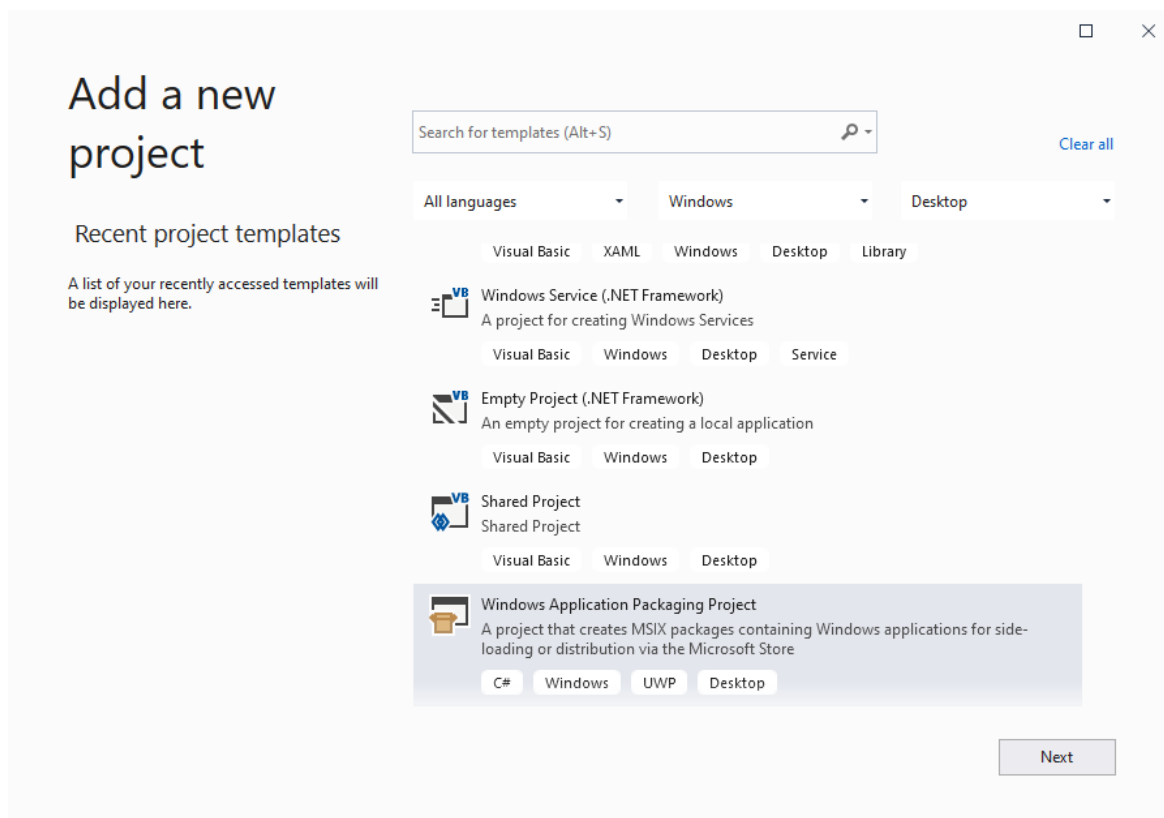 Add a new
project
Recent project templates
A list of your recently accessed templates will
be displayed here.
Search for templates (Alt+S)
Clear all
All languages Windows Desktop
Visual Basic XAML Windows Desktop Library
VB
Windows Service (.NET Framework)
A project for creating Windows Services
Visual Basic Windows Desktop Service
VB
Empty Project (.NET Framework)
An empty project for creating a local application
Visual Basic Windows Desktop
VB
Shared Project
Shared Project
Visual Basic Windows Desktop
Windows Application Packaging Project
A project that creates MSIX packages containing Windows applications for side-
loading or distribution via the Microsoft Store
C# Windows UWP Desktop
Next